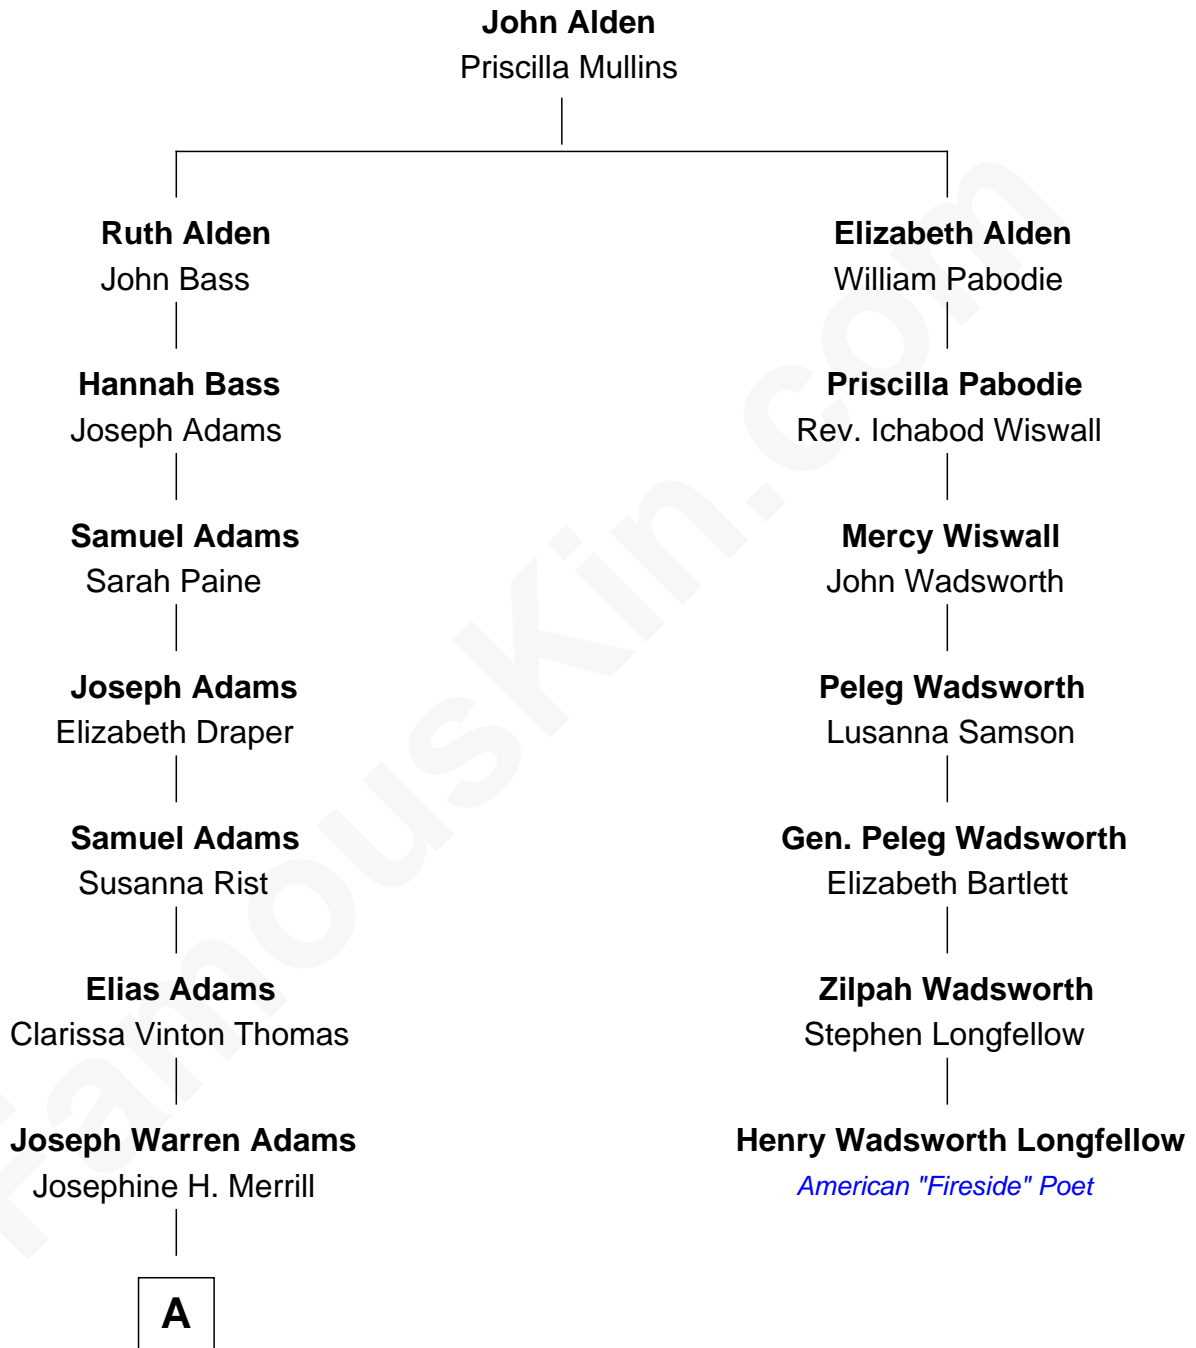 John Alden
Priscilla Mullins
Ruth Alden
John Bass
Elizabeth Alden
William Pabodie
Hannah Bass
Joseph Adams
Priscilla Pabodie
Rev. Ichabod Wiswall
Samuel Adams
Sarah Paine
Mercy Wiswall
John Wadsworth
Joseph Adams
Elizabeth Draper
Peleg Wadsworth
Lusanna Samson
Samuel Adams
Susanna Rist
Gen. Peleg Wadsworth
Elizabeth Bartlett
Elias Adams
Clarissa Vinton Thomas
Zilpah Wadsworth
Stephen Longfellow
Joseph Warren Adams
Josephine H. Merrill
Henry Wadsworth Longfellow
American "Fireside" Poet
A
FamousKin.com